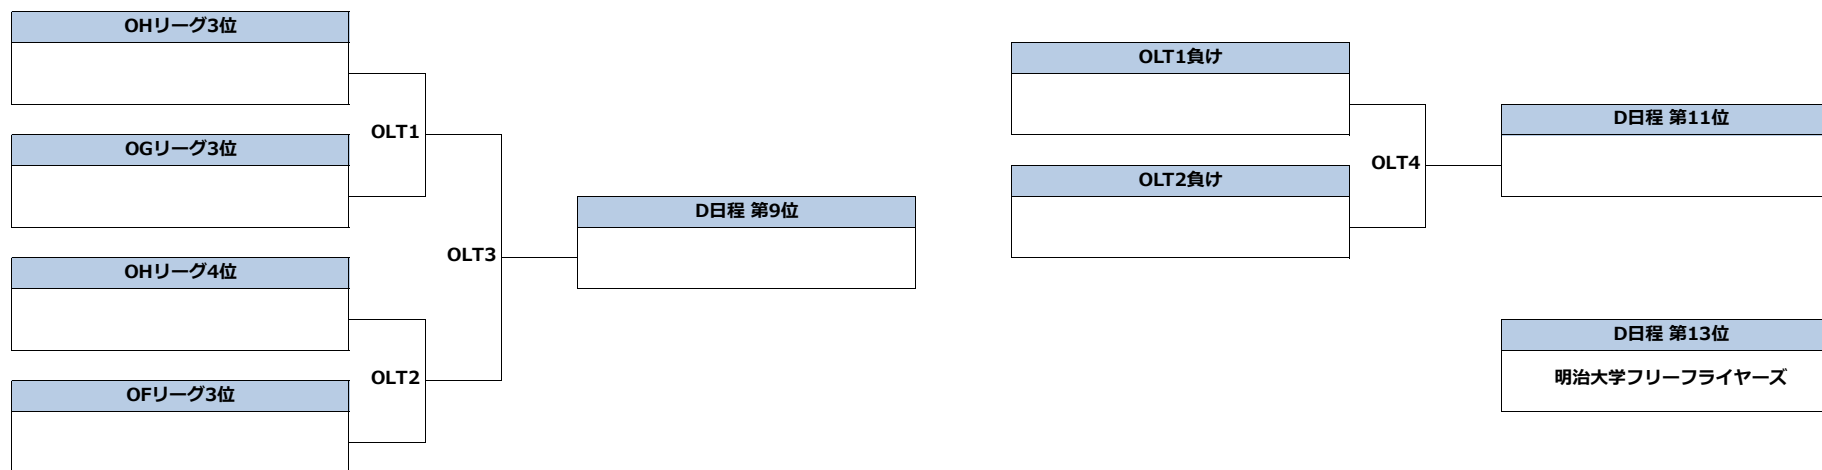 OHリーグ3位
OLT1
OGリーグ3位
OLT3
D日程 第9位
OHリーグ4位
OLT2
OFリーグ3位
OLT1負け
OLT4
OLT2負け
D日程 第11位
D日程 第13位
明治大学フリーフライヤーズ